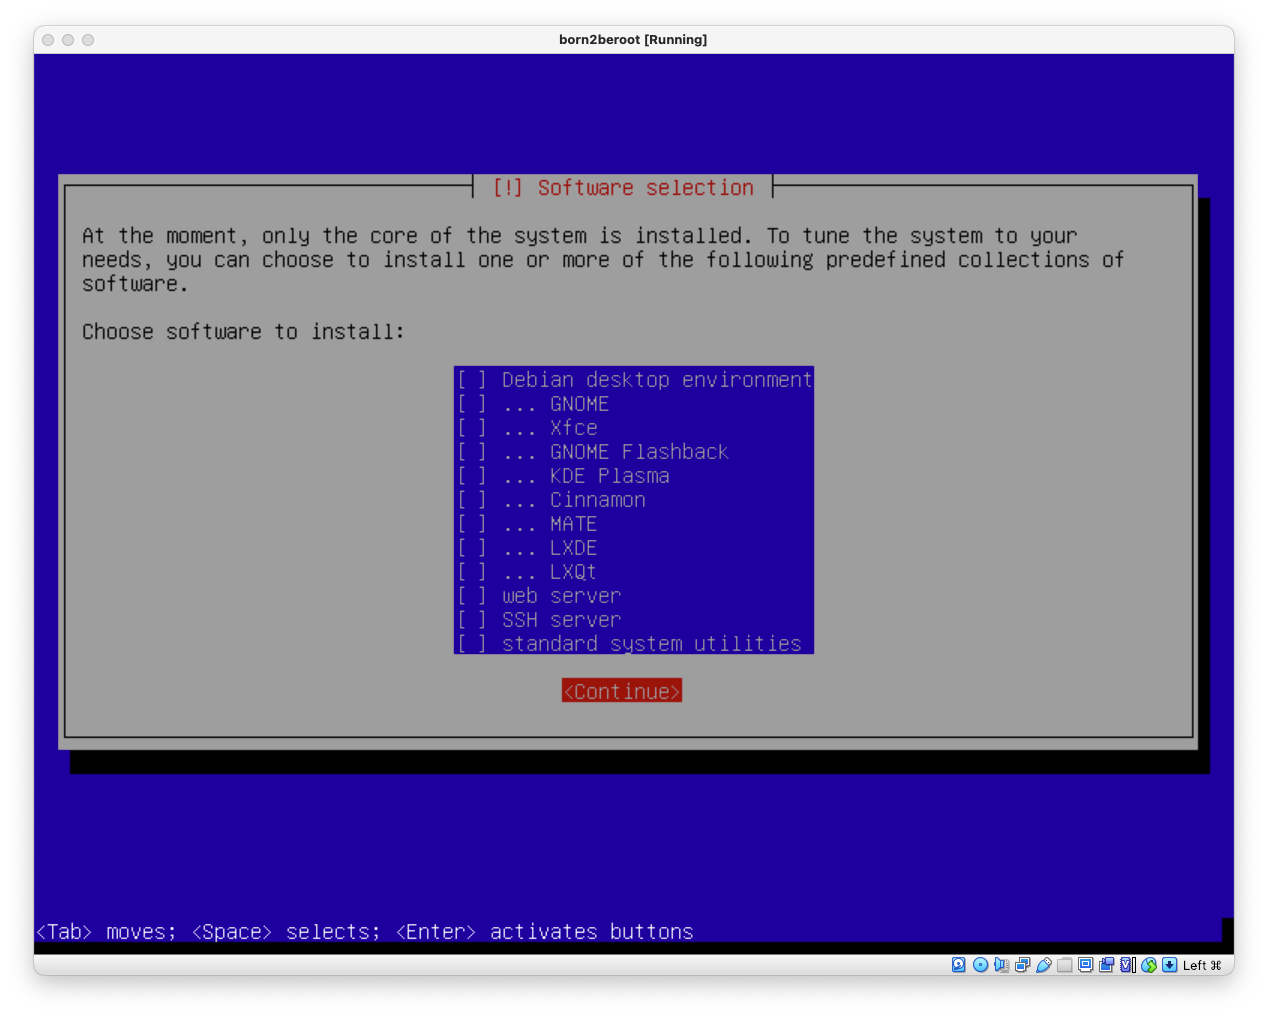 born2beroot [Running]
[!] Software selection
At the moment, only the core of the system is installed. To tune the system to your
needs, you can choose to install one or more of the following predefined collections of
software.
Choose software to install:
[ ] Debian desktop environment
[ ] ... GNOME
[ ] ... Xfce
[ ] ... GNOME Flashback
[ ] ... KDE Plasma
[ ] ... Cinnamon
[ ] ... MATE
[ ] ... LXDE
[ ] ... LXQt
[ ] web server
[ ] SSH server
[ ] standard system utilities
<Continue>
<Tab> moves; <Space> selects; <Enter> activates buttons
Left ⌘